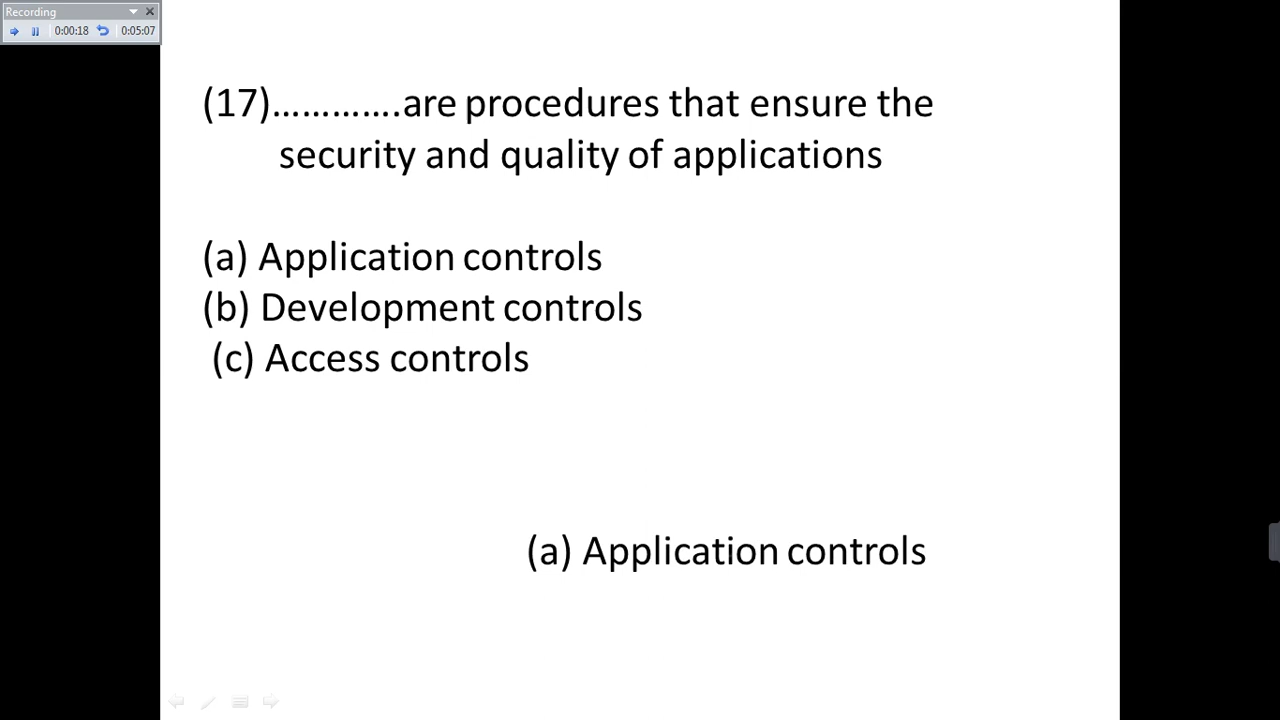 Recording
0:00:18 0:05:07
(17)………….are procedures that ensure the
security and quality of applications
(a) Application controls
(b) Development controls
(c) Access controls
(a) Application controls